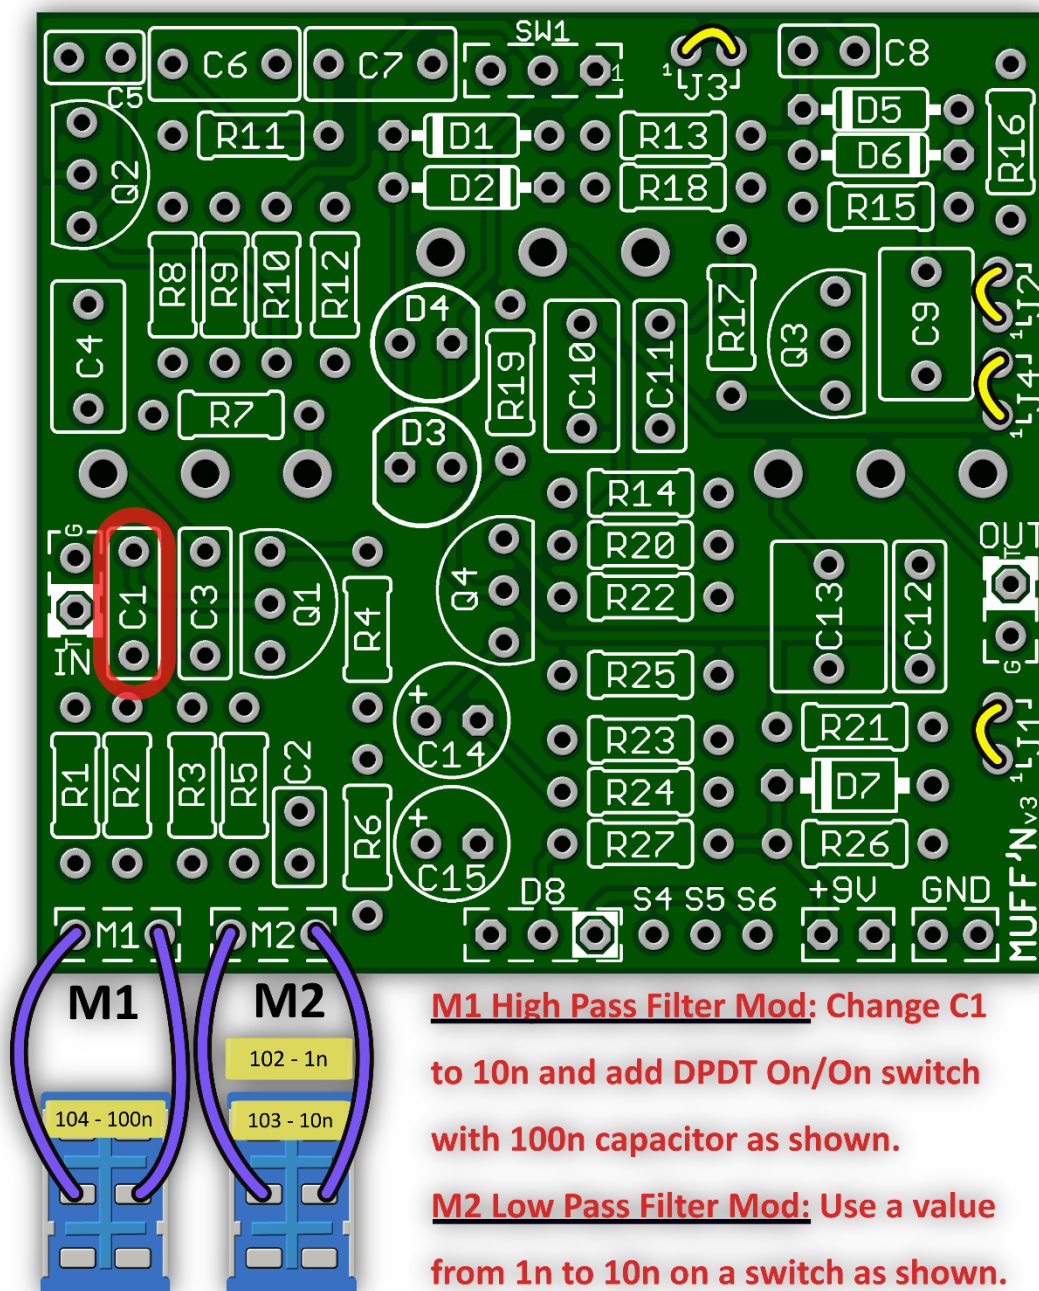 SW1
C6
C7
1
1
J3
C8
C5
R11
D1
R13
D5
R16
Q2
D2
R18
D6
R15
R8
R9
R10
R12
D4
R17
J2
1
C4
R19
C10
C11
Q3
C9
J4
1
R7
D3
R14
G
C1
C3
Q1
R4
Q4
R20
R22
C13
C12
OUT
T
G
T
IN
R25
+
C14
R23
R21
J1
1
R1
R2
R3
R5
C2
R6
R24
D7
+
C15
R27
R26
MUFF'N v3
M1
M2
D8
S4 S5 S6
+9V
GND
M1
M2
102 - 1n
104 - 100n
103 - 10n
M1 High Pass Filter Mod: Change C1
to 10n and add DPDT On/On switch
with 100n capacitor as shown.
M2 Low Pass Filter Mod: Use a value
from 1n to 10n on a switch as shown.